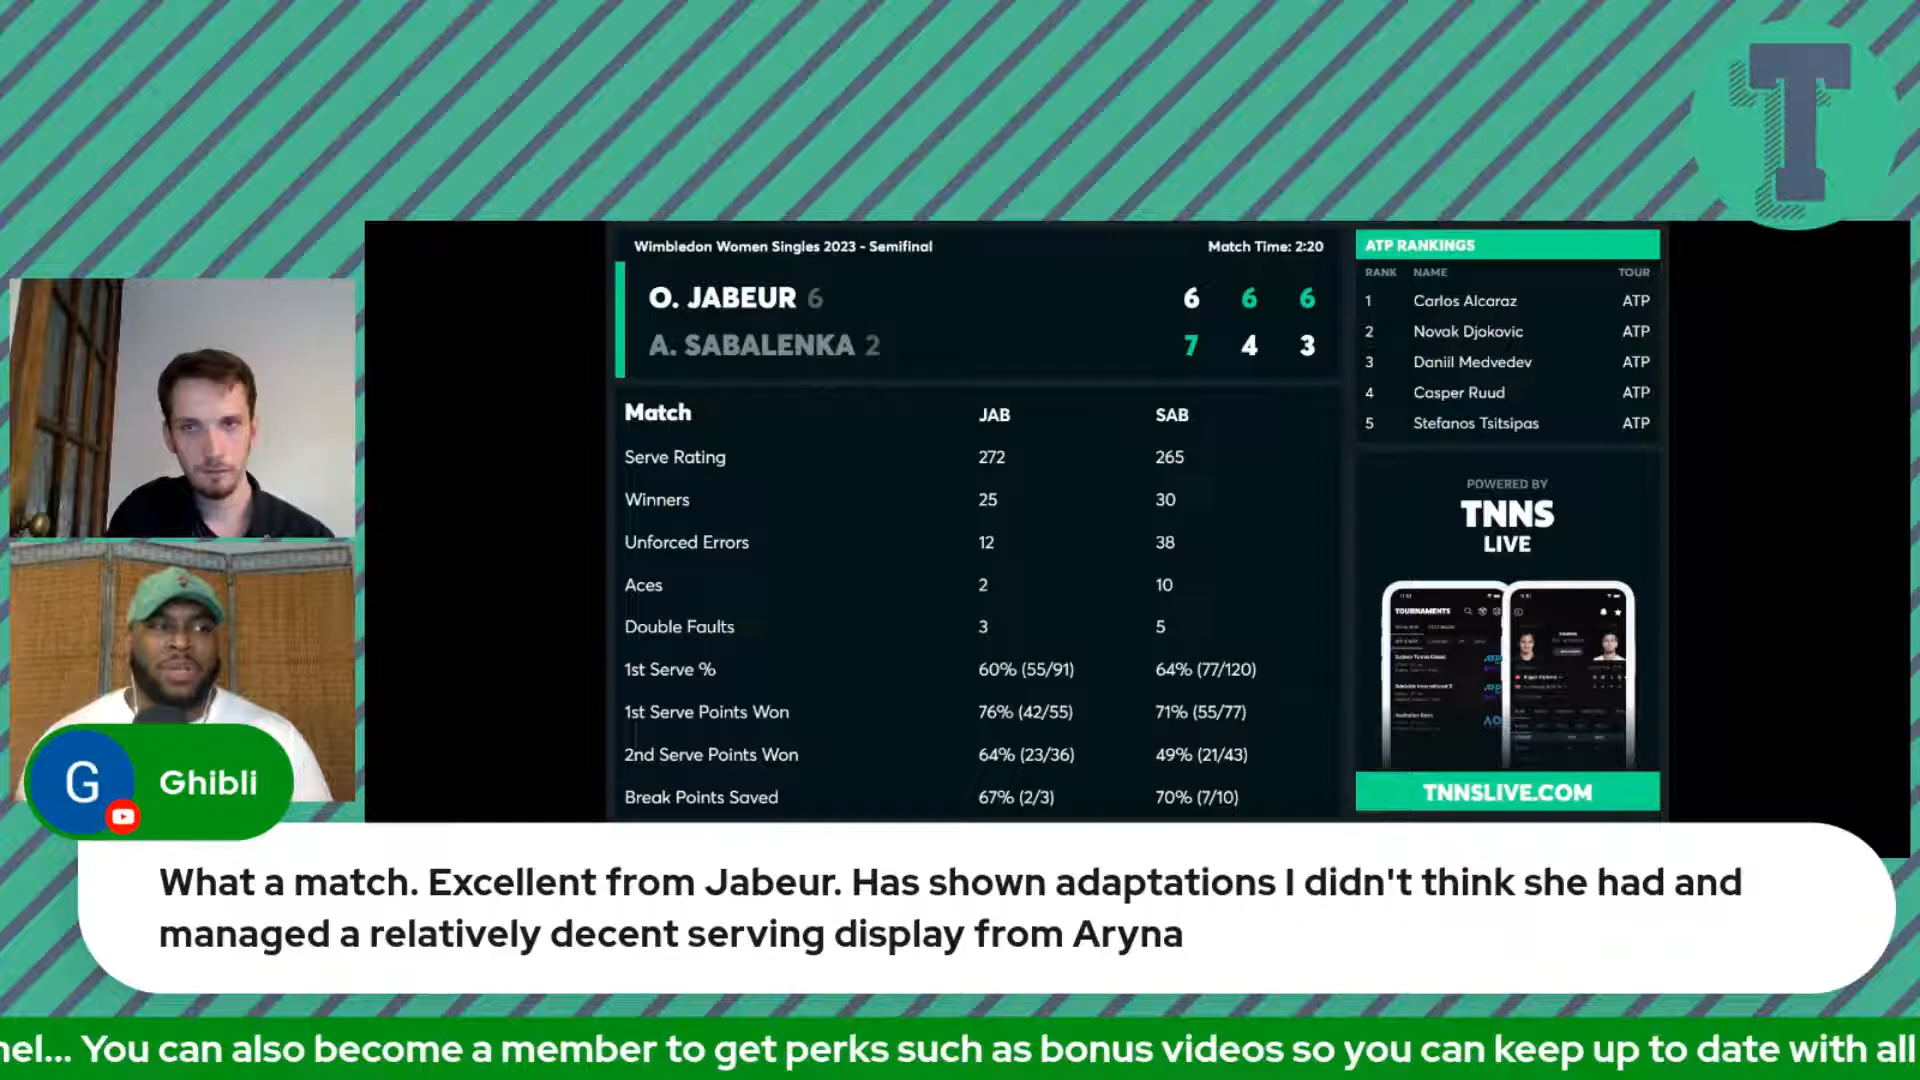 T
Wimbledon Women Singles 2023 - Semifinal
Match Time: 2:20
O. JABEUR 6 6 6 6
A. SABALENKA 2 7 4 3
Match JAB SAB
Serve Rating 272 265
Winners 25 30
Unforced Errors 12 38
Aces 2 10
Double Faults 3 5
1st Serve % 60% (55/91) 64% (77/120)
1st Serve Points Won 76% (42/55) 71% (55/77)
2nd Serve Points Won 64% (23/36) 49% (21/43)
Break Points Saved 67% (2/3) 70% (7/10)
ATP RANKINGS
RANK NAME TOUR
1 Carlos Alcaraz ATP
2 Novak Djokovic ATP
3 Daniil Medvedev ATP
4 Casper Ruud ATP
5 Stefanos Tsitsipas ATP
POWERED BY
TNNS
LIVE
TOURNAMENTS
TNNSLIVE.COM
G
Ghibli
What a match. Excellent from Jabeur. Has shown adaptations I didn't think she had and
managed a relatively decent serving display from Aryna
nel... You can also become a member to get perks such as bonus videos so you can keep up to date with all